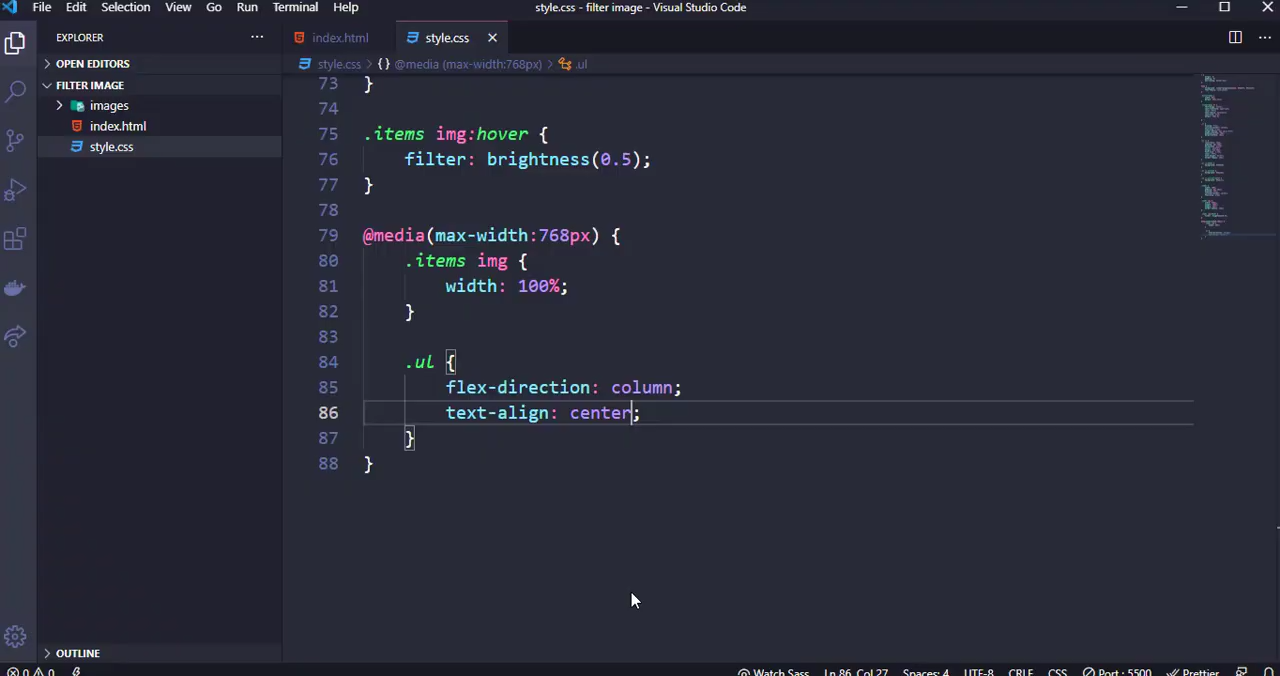 File Edit Selection View Go Run Terminal Help
style.css - filter image - Visual Studio Code
EXPLORER
index.html
style.css
OPEN EDITORS
style.css > {} @media (max-width:768px) > .ul
FILTER IMAGE
images
index.html
style.css
73 }
74
75 .items img:hover {
76 filter: brightness(0.5);
77 }
78
79 @media(max-width:768px) {
80 .items img {
81 width: 100%;
82 }
83
84 .ul {
85 flex-direction: column;
86 text-align: center;
87 }
88 }
OUTLINE
0 0 Watch Sass Ln 86, Col 27 Spaces: 4 UTF-8 CRLF CSS Port : 5500 Prettier